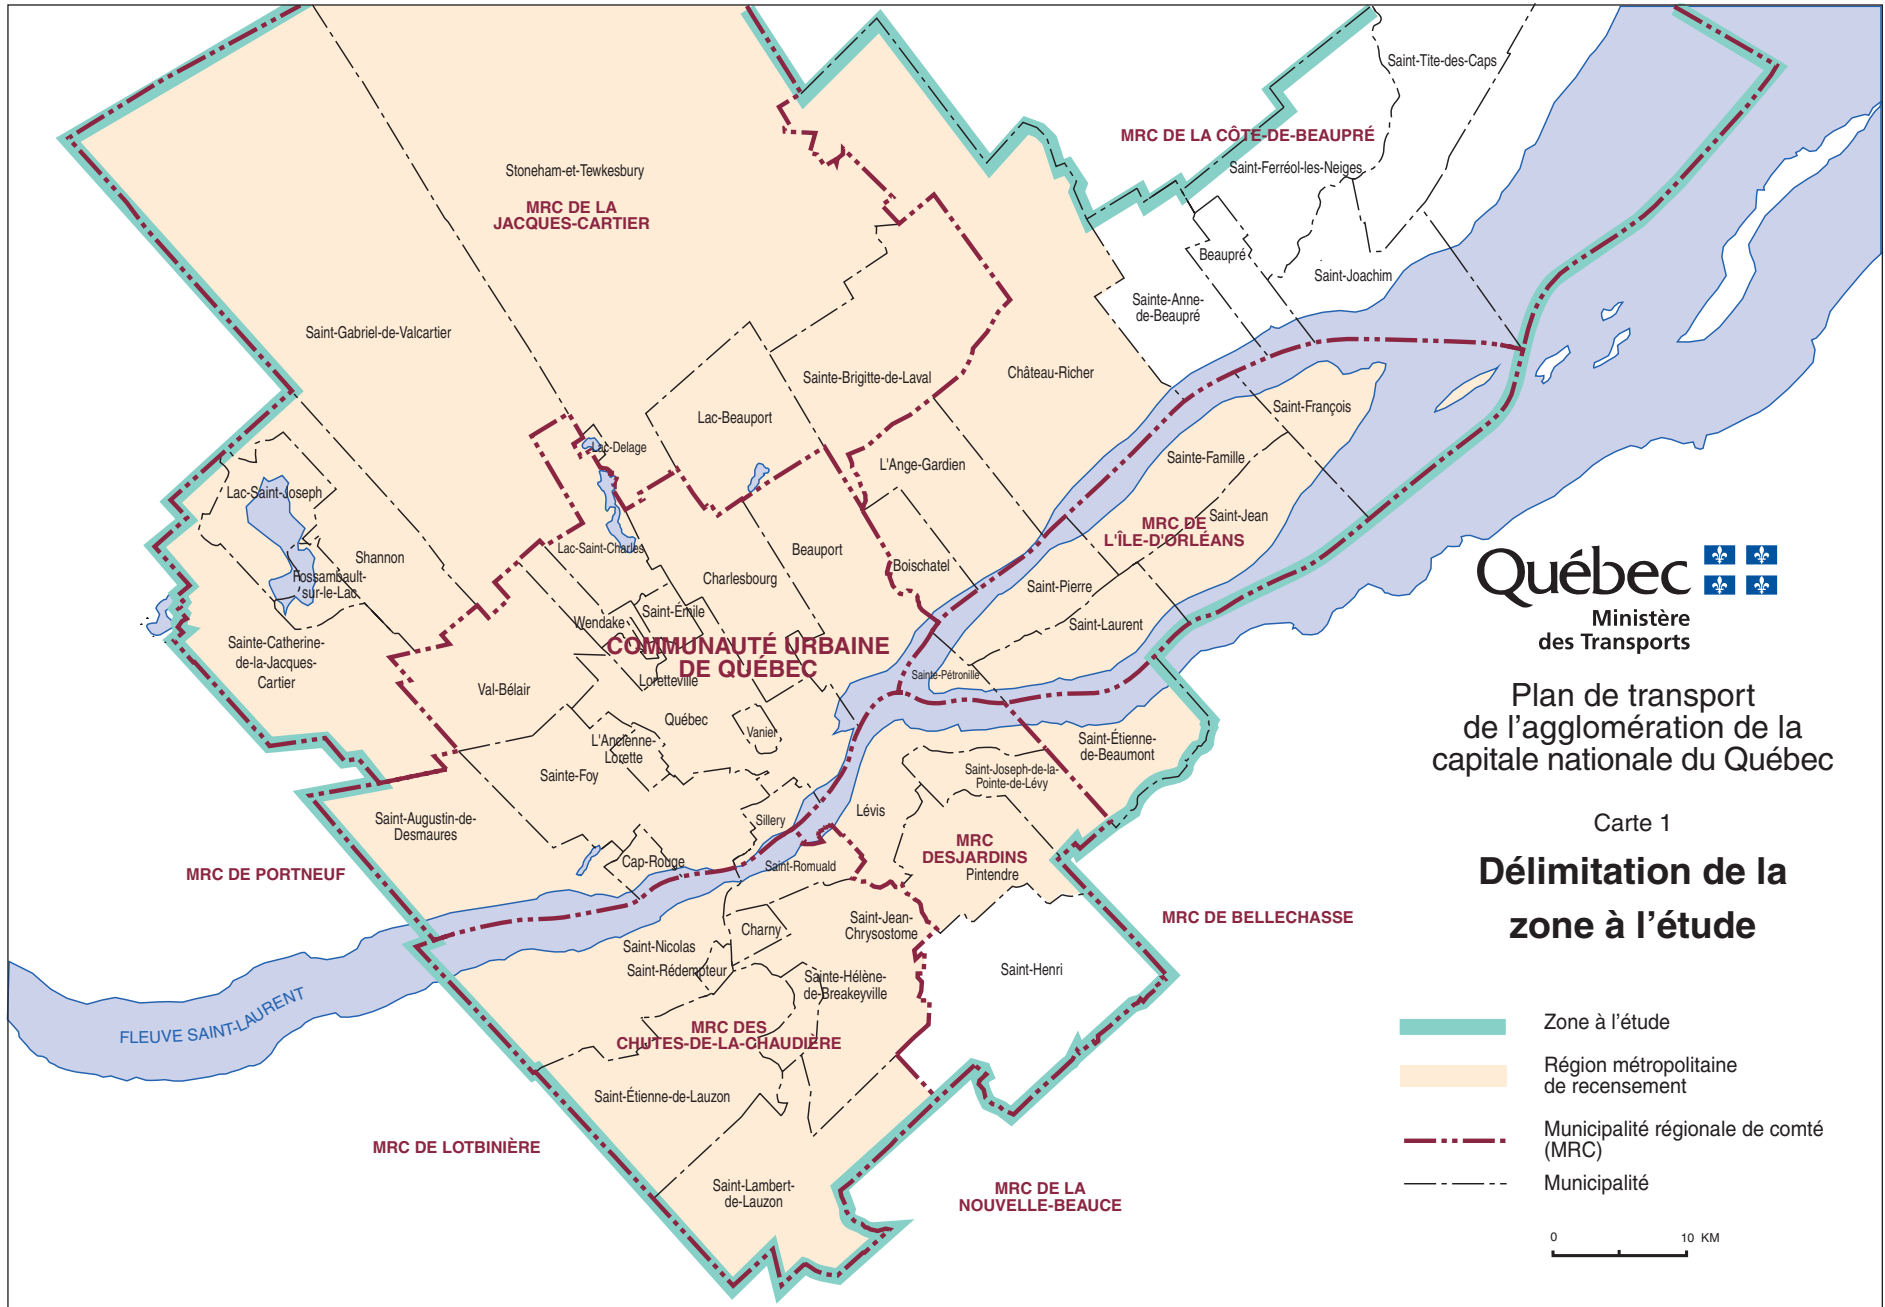 Saint-Tite-des-Caps
MRC DE LA CÔTE-DE-BEAUPRÉ
Saint-Ferréol-les-Neiges
Stoneham-et-Tewkesbury
MRC DE LA
JACQUES-CARTIER
Beaupré
Saint-Joachim
Sainte-Anne-
de-Beaupré
Saint-Gabriel-de-Valcartier
Sainte-Brigitte-de-Laval
Château-Richer
Lac-Beauport
Saint-François
Lac-Delage
L'Ange-Gardien
Sainte-Famille
Lac-Saint-Joseph
Saint-Jean
MRC DE
L'ÎLE-D'ORLÉANS
Lac-Saint-Charles
Beauport
Shannon
Boischatel
Charlesbourg
Fossambault-
sur-le-Lac
Saint-Pierre
Saint-Émile
Wendake
Saint-Laurent
Sainte-Catherine-
de-la-Jacques-
Cartier
COMMUNAUTÉ URBAINE
DE QUÉBEC
Sainte-Pétronille
Loretteville
Val-Bélair
Québec
Vanier
L'Ancienne-
Lorette
Saint-Étienne-
de-Beaumont
Sainte-Foy
Saint-Joseph-de-la-
Pointe-de-Lévy
Saint-Augustin-de-
Desmaures
Sillery
Lévis
Cap-Rouge
Saint-Romuald
MRC
DESJARDINS
Pintendre
MRC DE PORTNEUF
MRC DE BELLECHASSE
Saint-Jean-
Chrysostome
Charny
Saint-Nicolas
Saint-Rédempteur
Sainte-Hélène-
de-Breakeyville
Saint-Henri
FLEUVE SAINT-LAURENT
MRC DES
CHUTES-DE-LA-CHAUDIÈRE
Saint-Étienne-de-Lauzon
MRC DE LOTBINIÈRE
Saint-Lambert-
de-Lauzon
MRC DE LA
NOUVELLE-BEAUCE
Québec
Ministère
des Transports
Plan de transport
de l’agglomération de la
capitale nationale du Québec
Carte 1
Délimitation de la
zone à l’étude
Zone à l’étude
Région métropolitaine
de recensement
Municipalité régionale de comté
(MRC)
Municipalité
0 10 KM